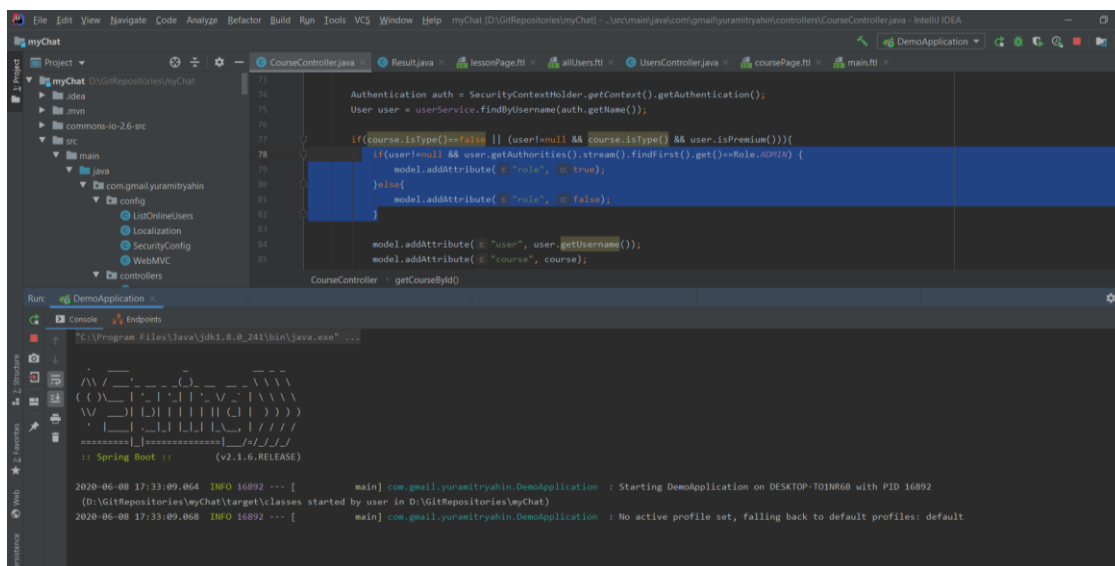 File Edit View Navigate Code Analyze Refactor Build Run Tools VCS Window Help myChat [D:\GitRepositories\myChat] - ...\src\main\java\com\gmail\yuramitryahin\controllers\CourseController.java - IntelliJ IDEA
myChat
DemoApplication
Project
CourseController.java Result.java lessonPage.ftl allUsers.ftl UsersController.java coursePage.ftl main.ftl
1: Project
myChat D:\GitRepositories\myChat
.idea
.mvn
commons-io-2.6-src
src
main
java
com.gmail.yuramitryahin
config
ListOnlineUsers
Localization
SecurityConfig
WebMVC
controllers
73
74 Authentication auth = SecurityContextHolder.getContext().getAuthentication();
75 User user = userService.findByUsername(auth.getName());
76
77 if(course.isType()==false || (user!=null && course.isType() && user.isPremium())){
78 if(user!=null && user.getAuthorities().stream().findFirst().get()==Role.ADMIN) {
79 model.addAttribute( s: "role", o: true);
80 }else{
81 model.addAttribute( s: "role", o: false);
82 }
83
84 model.addAttribute( s: "user", user.getUsername());
85 model.addAttribute( s: "course", course);
CourseController getCourseById()
Run: DemoApplication
Console Endpoints
"C:\Program Files\Java\jdk1.8.0_241\bin\java.exe" ...
Spring
:: Spring Boot :: (v2.1.6.RELEASE)
2020-06-08 17:33:09.064 INFO 16892 --- [ main] com.gmail.yuramitryahin.DemoApplication : Starting DemoApplication on DESKTOP-TO1NR6B with PID 16892
(D:\GitRepositories\myChat\target\classes started by user in D:\GitRepositories\myChat)
2020-06-08 17:33:09.068 INFO 16892 --- [ main] com.gmail.yuramitryahin.DemoApplication : No active profile set, falling back to default profiles: default
Z: Structure
2: Favorites
Web